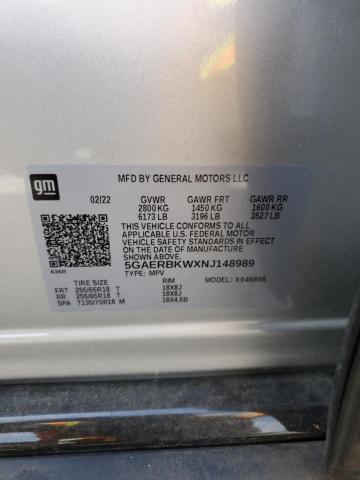 gm
MFD BY GENERAL MOTORS LLC
02/22 GVWR GAWR FRT GAWR RR
2800 KG 1450 KG 1600 KG
6173 LB 3196 LB 3527 LB
THIS VEHICLE CONFORMS TO ALL APPLICABLE
U.S. FEDERAL MOTOR VEHICLE SAFETY AND
THEFT PREVENTION STANDARDS IN EFFECT ON
THE DATE OF MANUFACTURE SHOWN ABOVE.
5GAERBKWXNJ148989
TYPE: MPV MODEL:
TIRE SIZE RIM
FRT 255/65R18 T 18X8J
RR 255/65R18 T 18X8J
SPA T135/70R18 M 18X4.5B